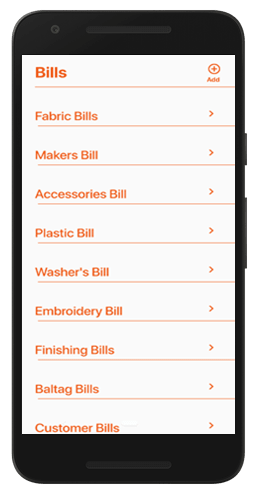 Bills
Add
Fabric Bills
Makers Bill
Accessories Bill
Plastic Bill
Washer's Bill
Embroidery Bill
Finishing Bills
Baltag Bills
Customer Bills